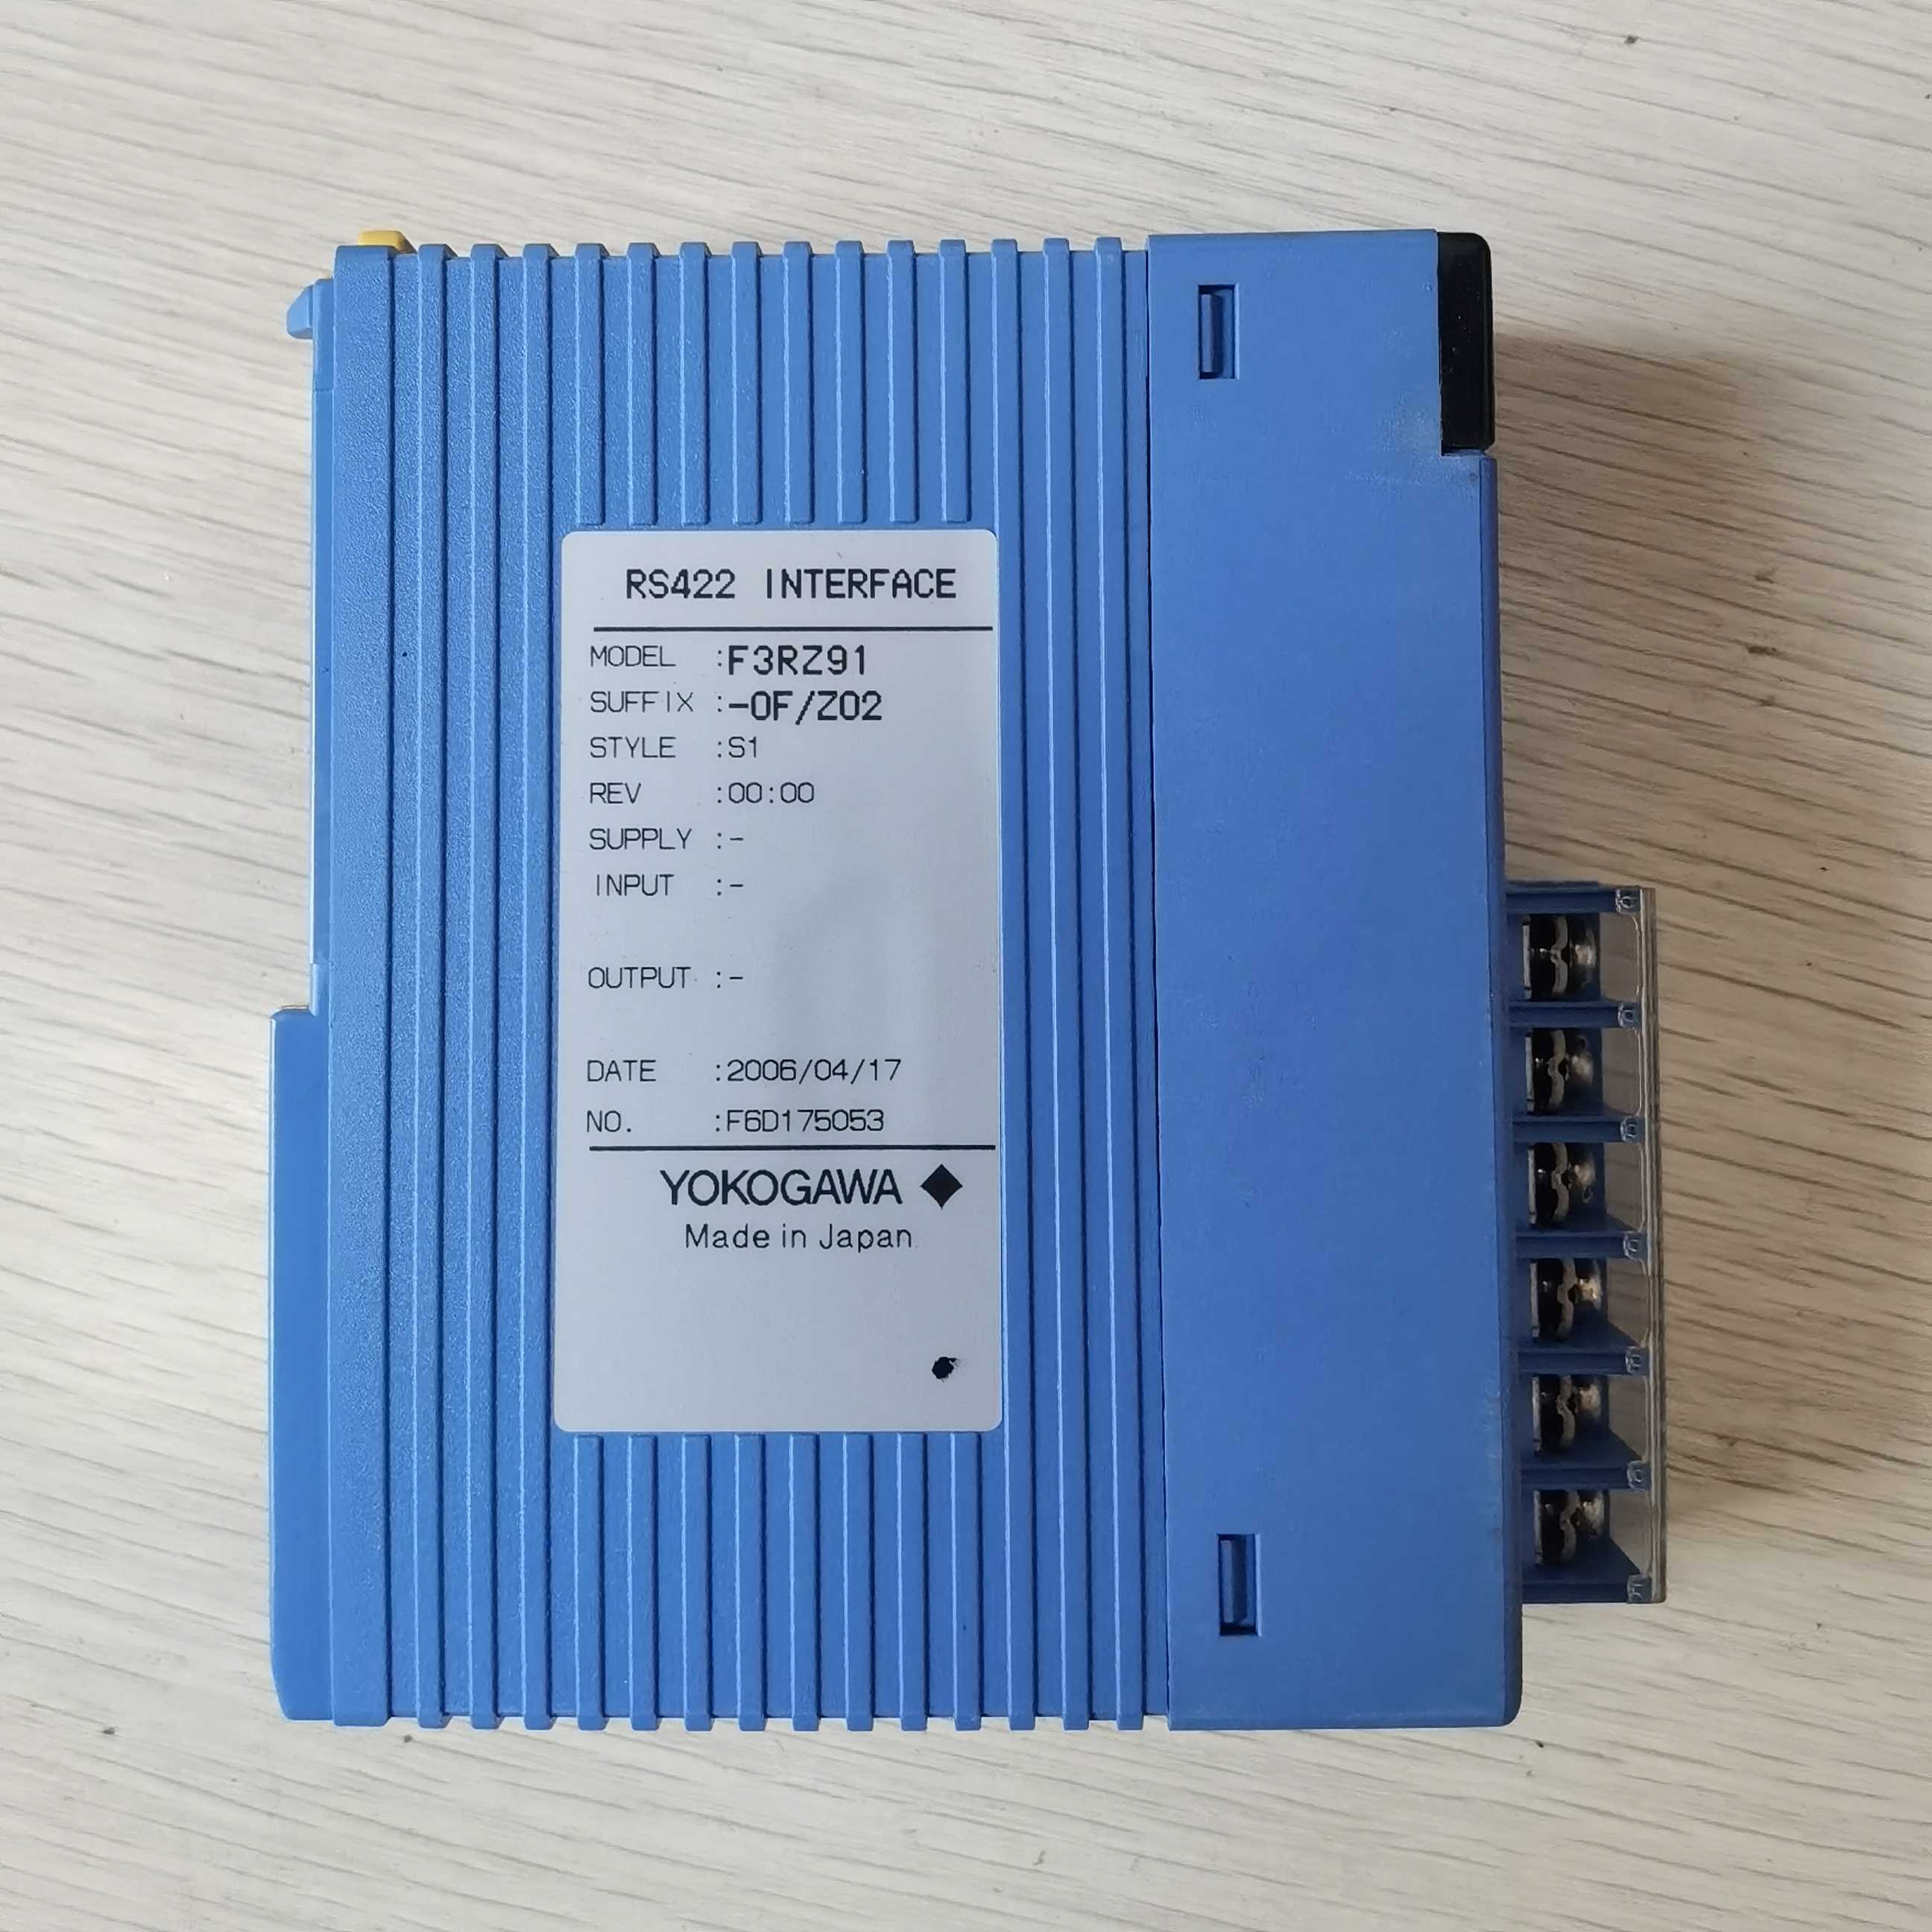 RS422 INTERFACE
MODEL :F3RZ91
SUFFIX :-0F/Z02
STYLE :S1
REV :00:00
SUPPLY :-
INPUT :-
OUTPUT :-
DATE :2006/04/17
NO. :F6D175053
YOKOGAWA
Made in Japan